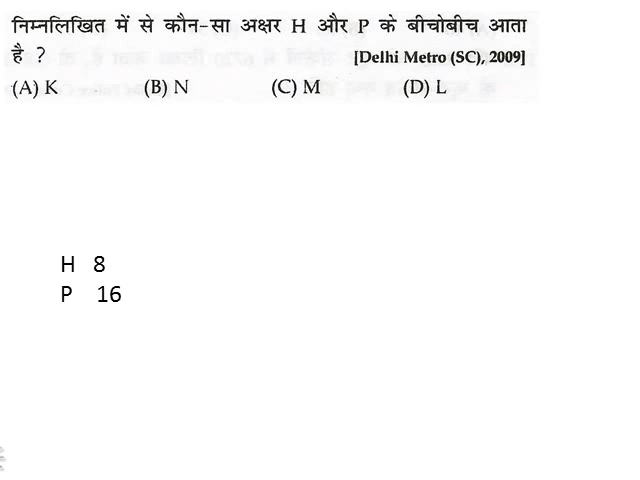 निम्नलिखित में से कौन-सा अक्षर H और P के बीचोबीच आता
है ? [Delhi Metro (SC), 2009]
(A) K (B) N (C) M (D) L
H 8
P 16